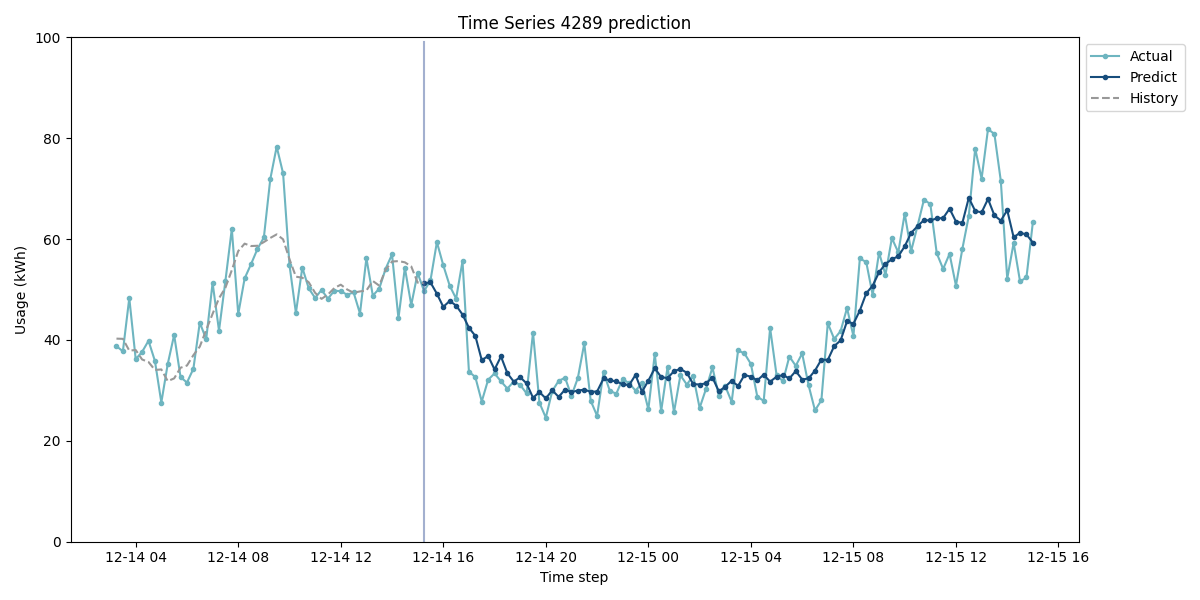 Time Series 4289 prediction
100
80
60
40
20
0
Usage (kWh)
12-14 04
12-14 08
12-14 12
12-14 16
12-14 20
12-15 00
12-15 04
12-15 08
12-15 12
12-15 16
Time step
Actual
Predict
History